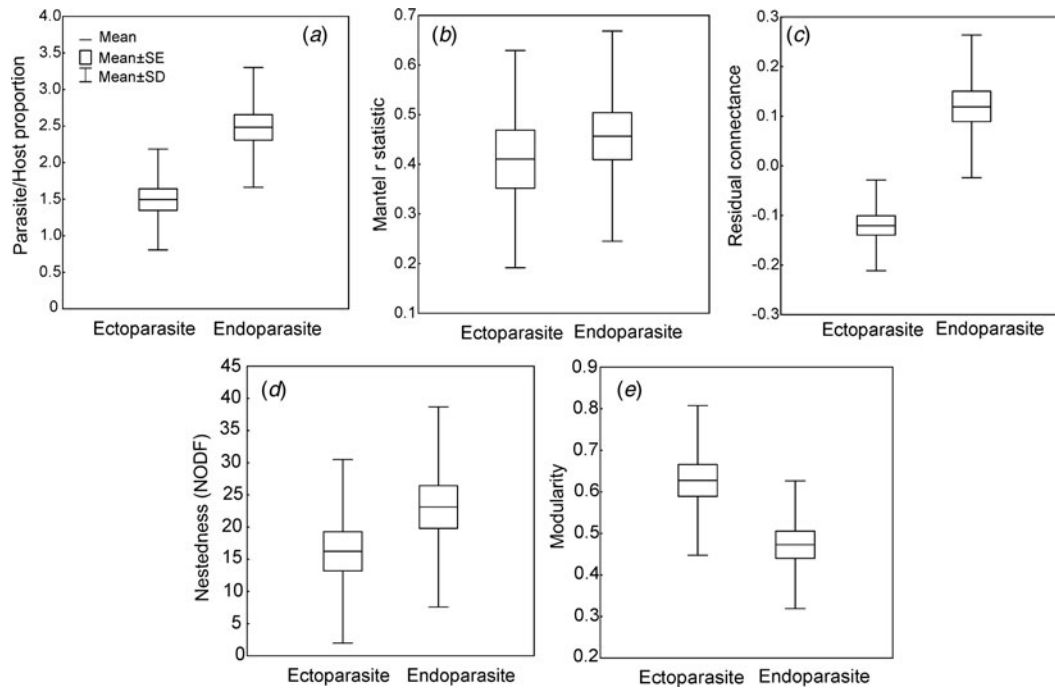 (a)
Mean
Mean±SE
Mean±SD
Parasite/Host proportion
4.0
3.5
3.0
2.5
2.0
1.5
1.0
0.5
0
Ectoparasite Endoparasite
(b)
Mantel r statistic
0.7
0.6
0.5
0.4
0.3
0.2
0.1
Ectoparasite Endoparasite
(c)
Residual connectance
0.3
0.2
0.1
0.0
-0.1
-0.2
-0.3
Ectoparasite Endoparasite
(d)
Nestedness (NODF)
45
40
35
30
25
20
15
10
5
0
Ectoparasite Endoparasite
(e)
Modularity
0.9
0.8
0.7
0.6
0.5
0.4
0.3
0.2
Ectoparasite Endoparasite